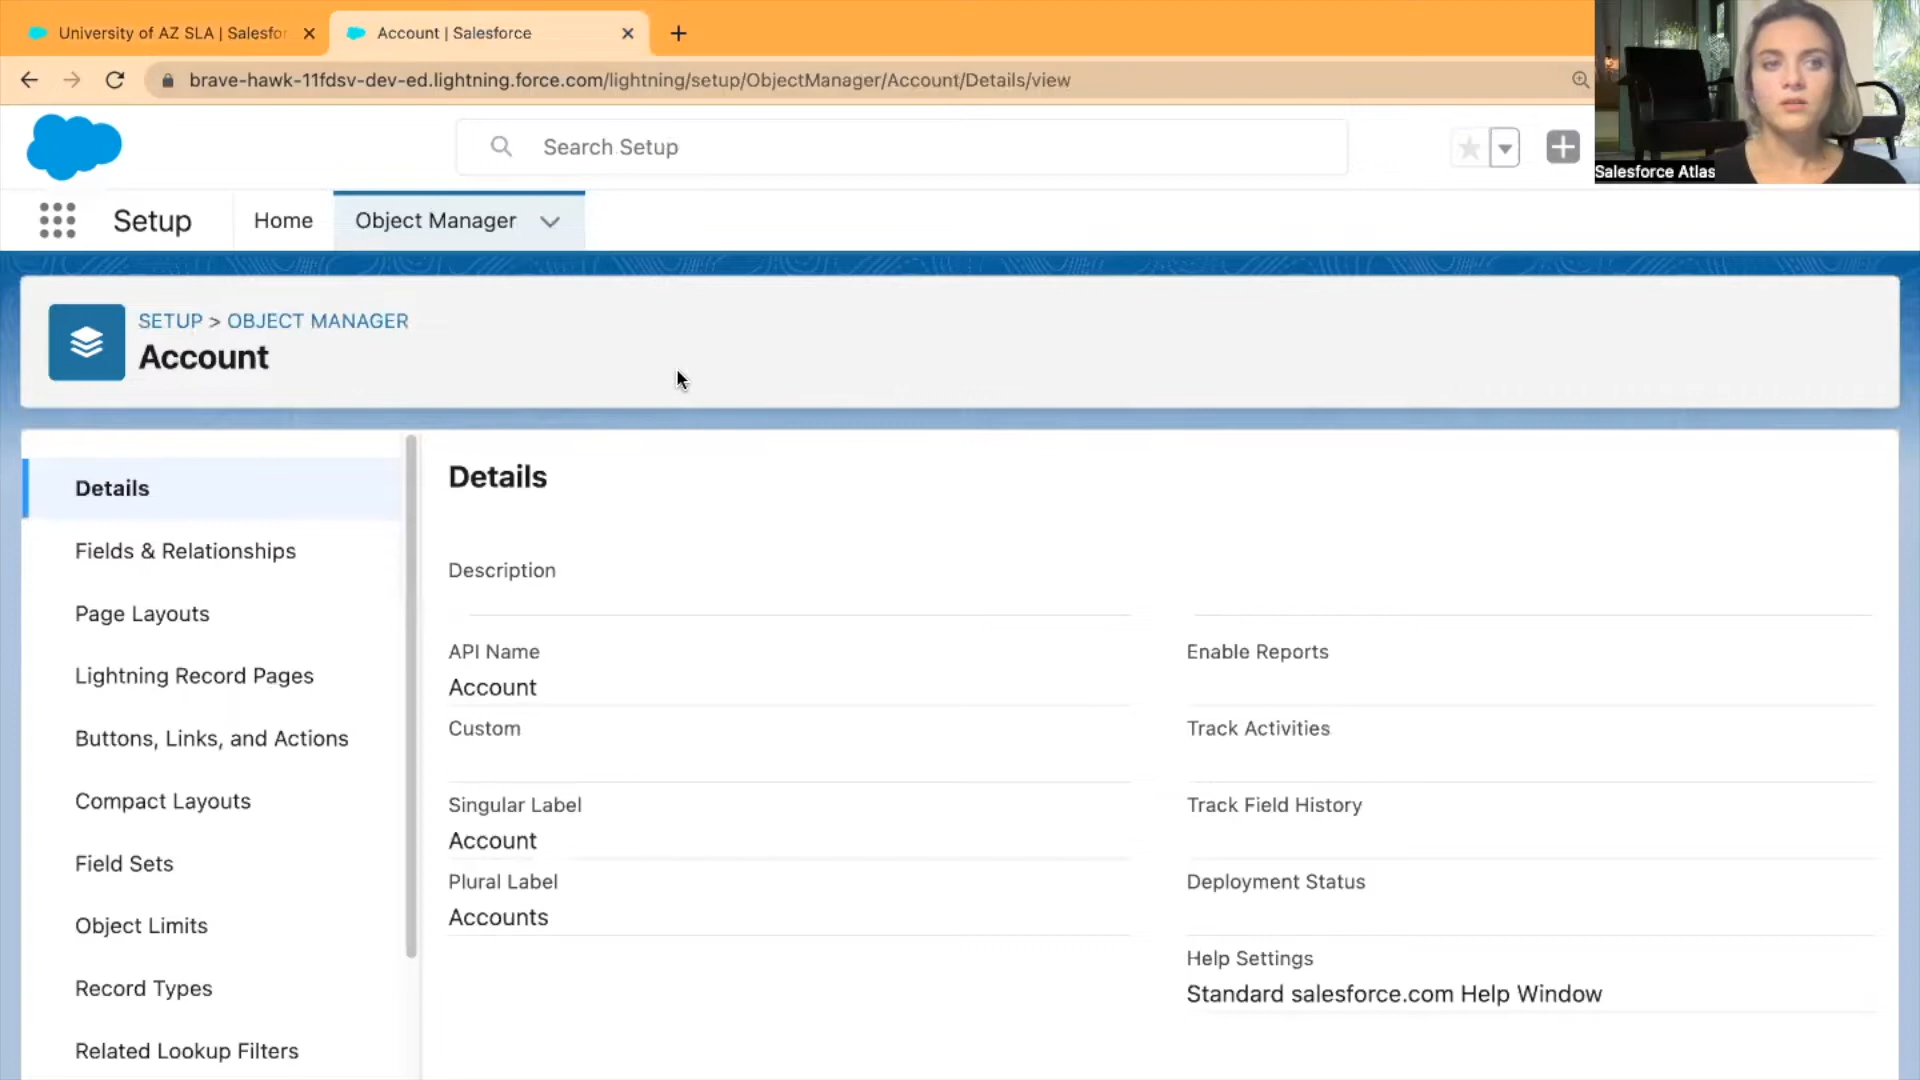 University of AZ SLA | Salesfor
Account | Salesforce
brave-hawk-11fdsv-dev-ed.lightning.force.com/lightning/setup/ObjectManager/Account/Details/view
Search Setup
Salesforce Atlas
Setup
Home
Object Manager
SETUP > OBJECT MANAGER
Account
Details
Fields & Relationships
Page Layouts
Lightning Record Pages
Buttons, Links, and Actions
Compact Layouts
Field Sets
Object Limits
Record Types
Related Lookup Filters
Details
Description
API Name
Account
Custom
Singular Label
Account
Plural Label
Accounts
Enable Reports
Track Activities
Track Field History
Deployment Status
Help Settings
Standard salesforce.com Help Window